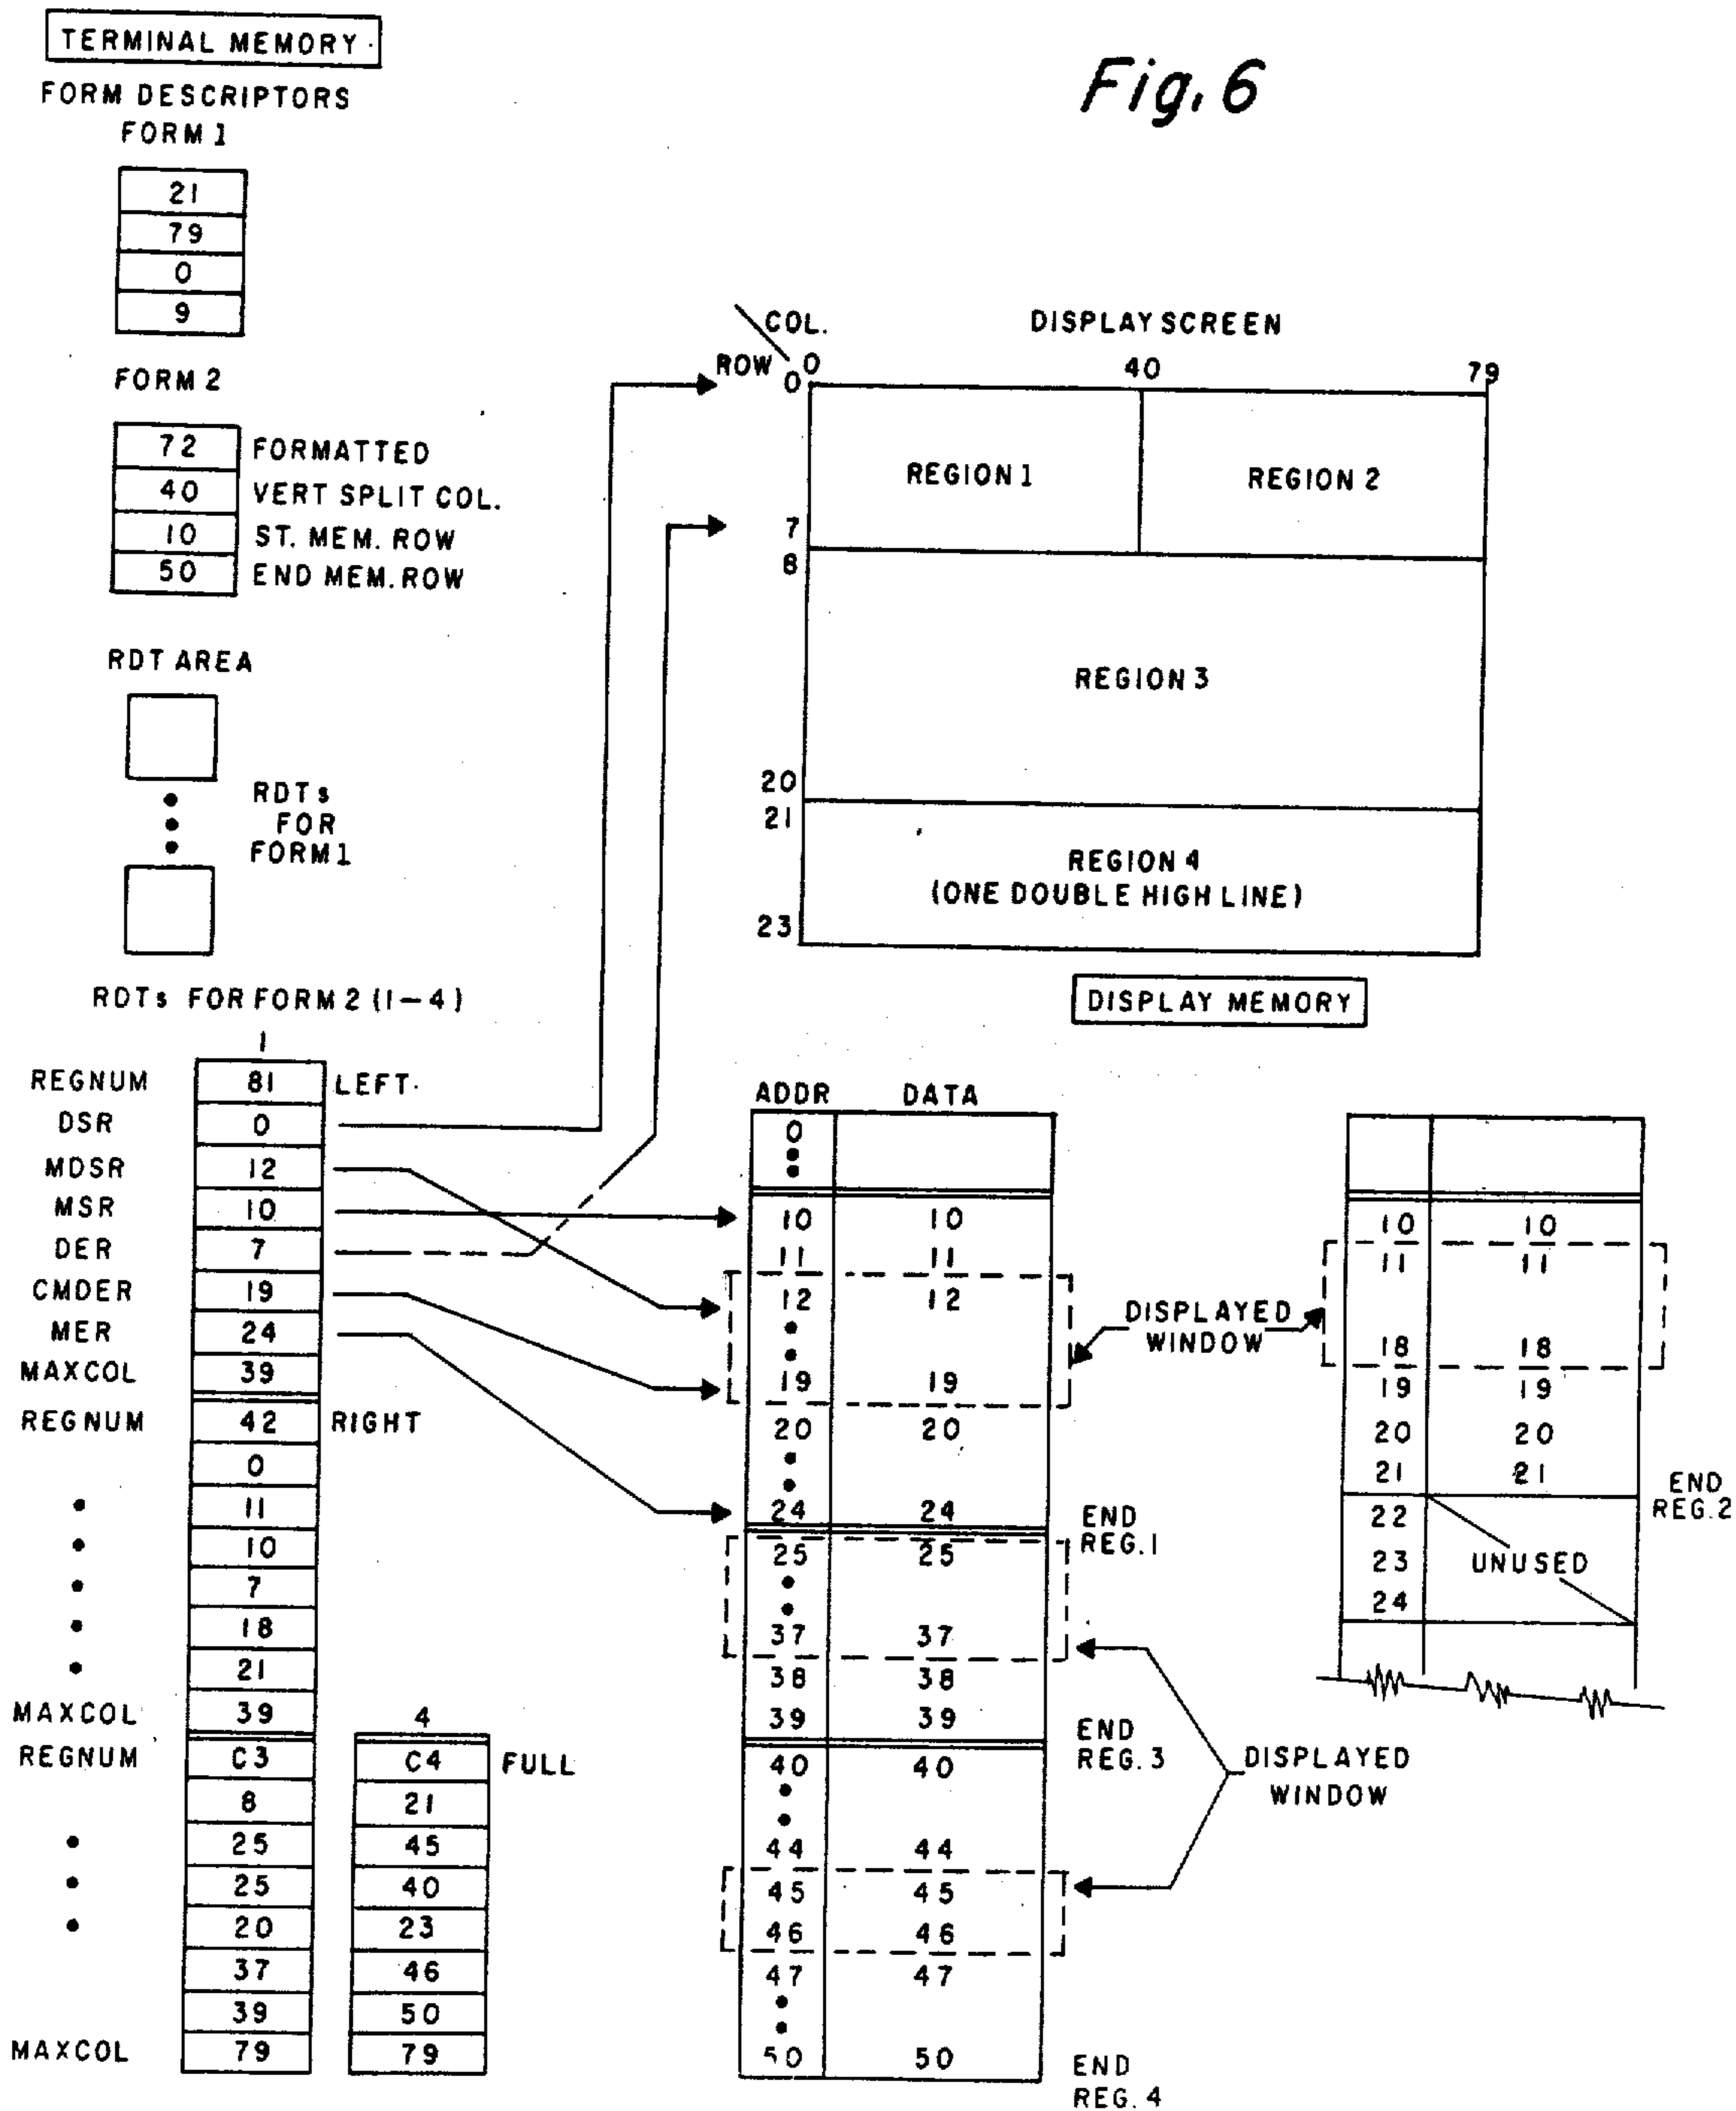 Fig. 6
TERMINAL MEMORY
FORM DESCRIPTORS
FORM 1
21
79
0
9
FORM 2
72 FORMATTED
40 VERT SPLIT COL.
10 ST. MEM. ROW
50 END MEM. ROW
RDT AREA
RDTs
FOR
FORM 1
RDTs FOR FORM 2 (1-4)
1
REGNUM 81 LEFT
DSR 0
MDSR 12
MSR 10
DER 7
CMDER 19
MER 24
MAXCOL 39
REGNUM 42 RIGHT
0
11
10
7
18
21
MAXCOL 39
REGNUM C3
8
25
25
20
37
39
MAXCOL 79
4
C4 FULL
21
45
40
23
46
50
79
COL. DISPLAY SCREEN
ROW 0 40 79
0
REGION 1 REGION 2
7
8
REGION 3
20
21
REGION 4
(ONE DOUBLE HIGH LINE)
23
DISPLAY MEMORY
ADDR DATA
0
10 10
11 11
12 12
19 19
20 20
24 24
END
REG. 1
25 25
37 37
38 38
39 39
END
REG. 3
40 40
44 44
45 45
46 46
47 47
50 50
END
REG. 4
DISPLAYED
WINDOW
DISPLAYED
WINDOW
10 10
11 11
18 18
19 19
20 20
21 21
END
REG. 2
22
23 UNUSED
24